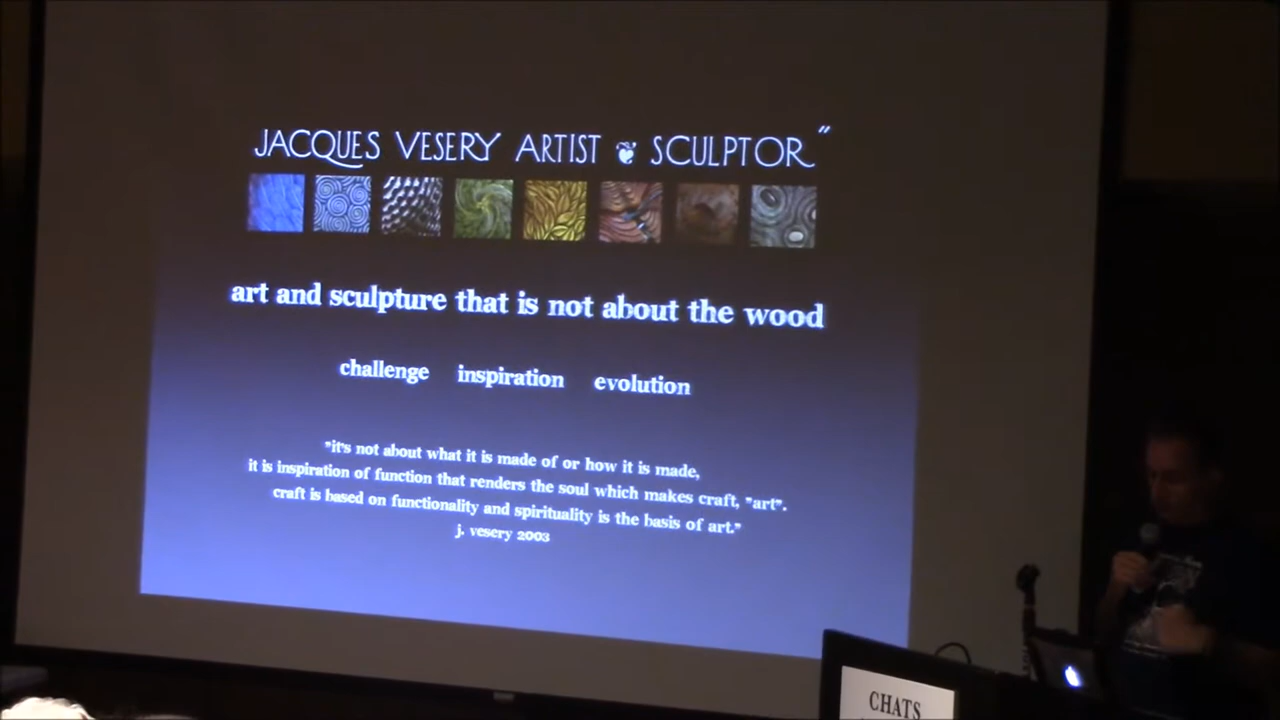 JACQUES VESERY ARTIST ❦ SCULPTOR"
art and sculpture that is not about the wood
challenge inspiration evolution
"it's not about what it is made of or how it is made,
it is inspiration of function that renders the soul which makes craft, "art".
craft is based on functionality and spirituality is the basis of art."
j. vesery 2003
CHATS